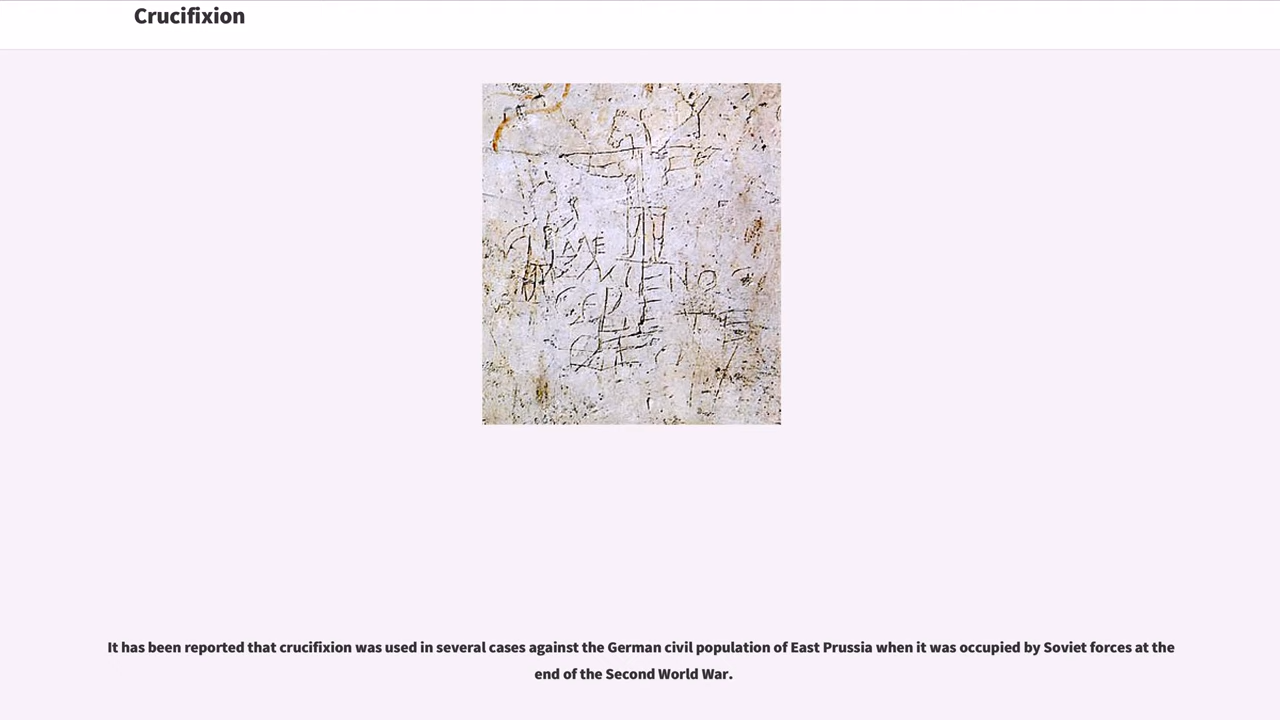 Crucifixion
It has been reported that crucifixion was used in several cases against the German civil population of East Prussia when it was occupied by Soviet forces at the
end of the Second World War.